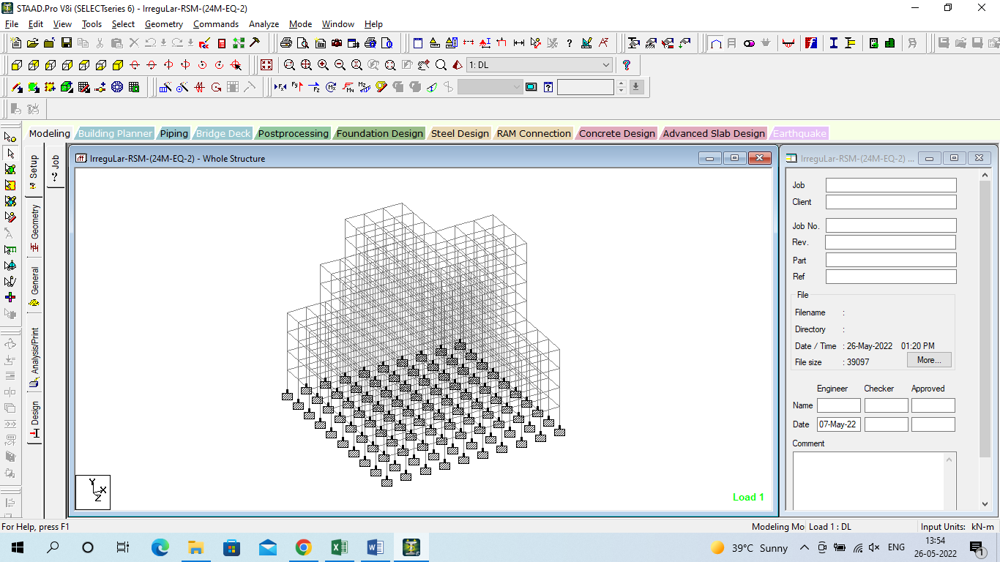 STAAD.Pro V8i (SELECTseries 6) - IrreguLar-RSM-(24M-EQ-2)
File Edit View Tools Select Geometry Commands Analyze Mode Window Help
1: DL
Modeling Building Planner Piping Bridge Deck Postprocessing Foundation Design Steel Design RAM Connection Concrete Design Advanced Slab Design Earthquake
Setup
Geometry
General
Analysis/Print
Design
Job
IrreguLar-RSM-(24M-EQ-2) - Whole Structure
Y
X
Z
Load 1
IrreguLar-RSM-(24M-EQ-2) ...
Job
Client
Job No.
Rev.
Part
Ref
File
Filename :
Directory :
Date / Time : 26-May-2022 01:20 PM
File size : 39097
More...
Engineer Checker Approved
Name
Date 07-May-22
Comment
For Help, press F1
Modeling Mo Load 1 : DL Input Units: kN-m
39°C Sunny
ENG
13:54
26-05-2022
1